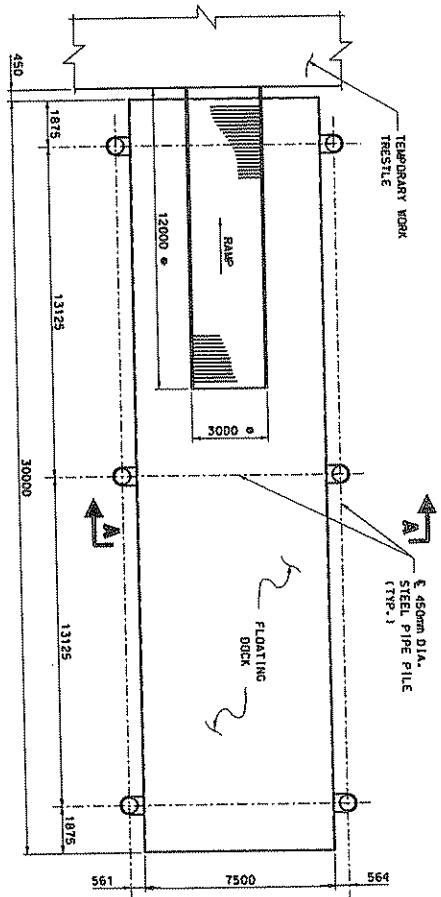 TEMPORARY WORK
TRESTLE
450
1875
12000 ⌀
RAMP
13125
3000 ⌀
30000
A
A
℄ 450mm DIA.
STEEL PIPE PILE
(TYP.)
FLOATING
DOCK
13125
1875
561
7500
564